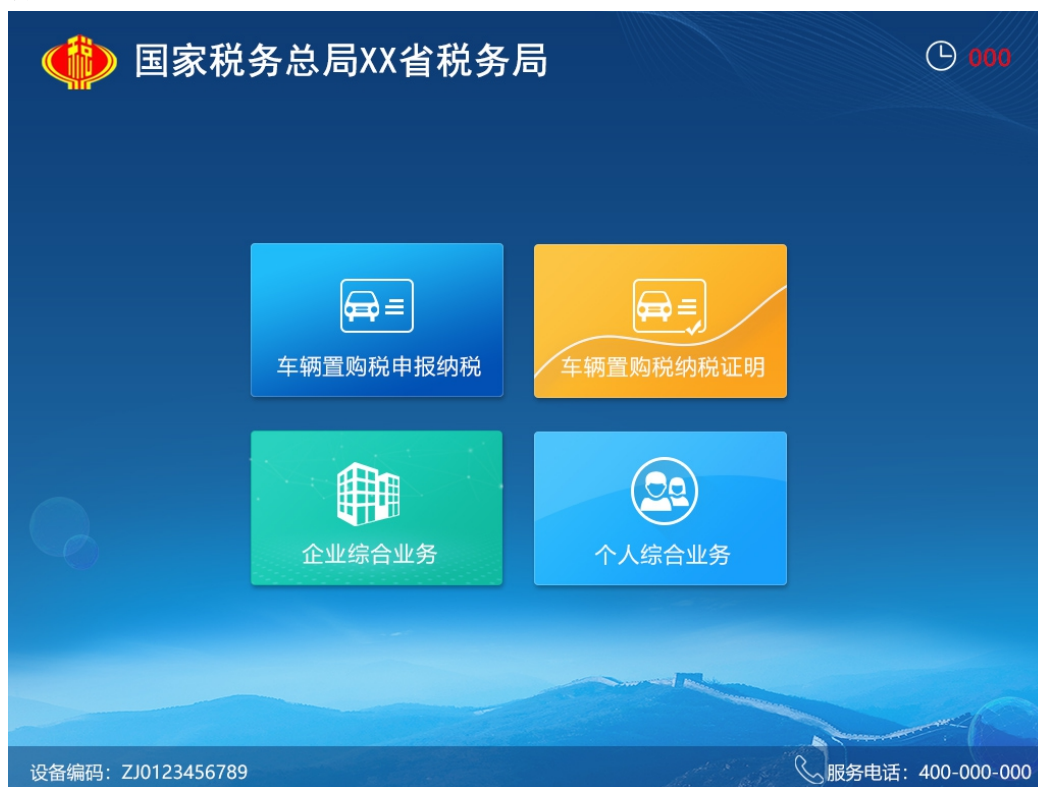 国家税务总局XX省税务局
000
车辆置购税申报纳税
车辆置购税纳税证明
企业综合业务
个人综合业务
设备编码：ZJ0123456789
服务电话：400-000-000